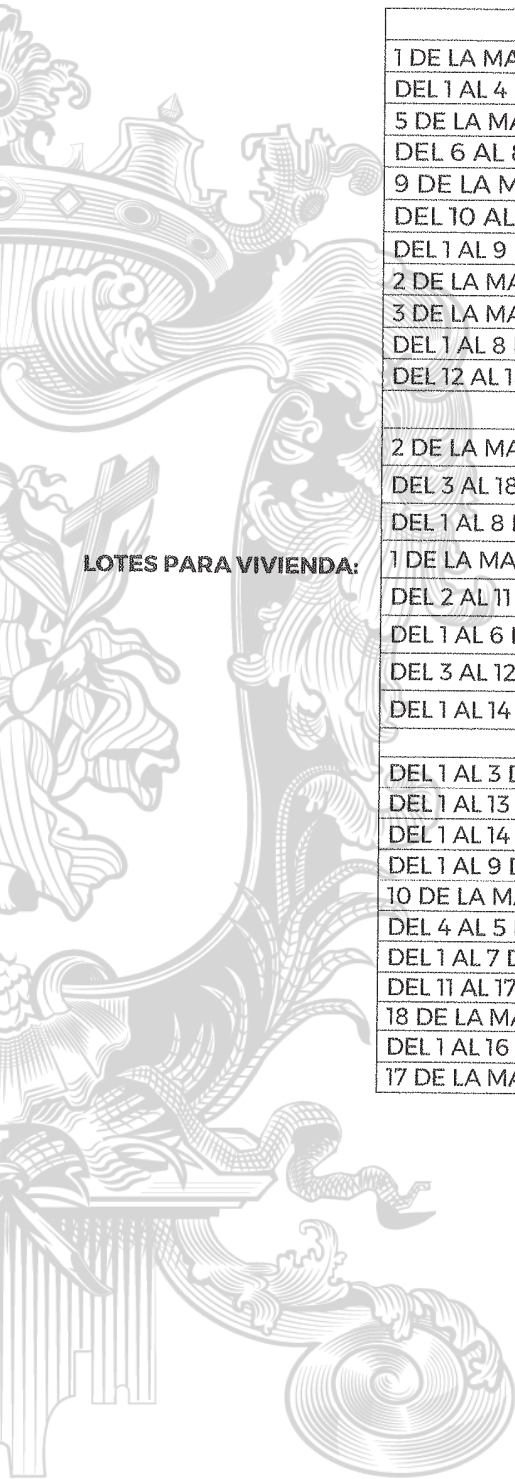 1 DE LA MA
DEL 1 AL 4
5 DE LA MA
DEL 6 AL 8
9 DE LA M
DEL 10 AL
DEL 1 AL 9
2 DE LA MA
3 DE LA MA
DEL 1 AL 8
DEL 12 AL 1
2 DE LA MA
DEL 3 AL 18
DEL 1 AL 8
LOTES PARA VIVIENDA:
1 DE LA MA
DEL 2 AL 11
DEL 1 AL 6
DEL 3 AL 12
DEL 1 AL 14
DEL 1 AL 3 D
DEL 1 AL 13
DEL 1 AL 14
DEL 1 AL 9 D
10 DE LA MA
DEL 4 AL 5
DEL 1 AL 7 D
DEL 11 AL 17
18 DE LA MA
DEL 1 AL 16
17 DE LA MA